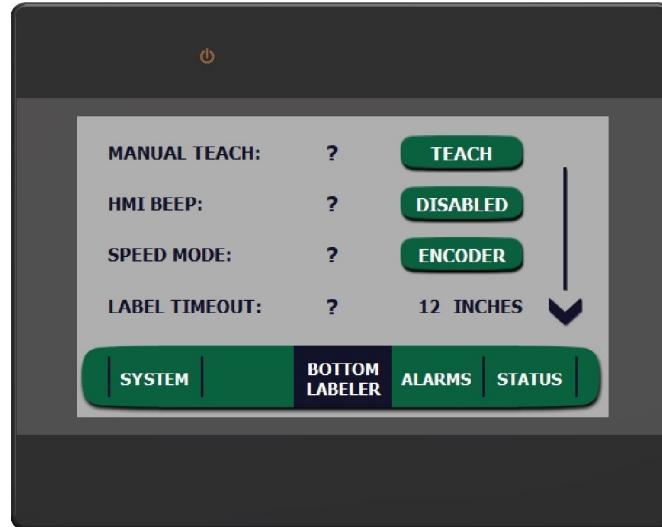 MANUAL TEACH: ? TEACH
HMI BEEP: ? DISABLED
SPEED MODE: ? ENCODER
LABEL TIMEOUT: ? 12 INCHES
SYSTEM BOTTOM LABELER ALARMS STATUS